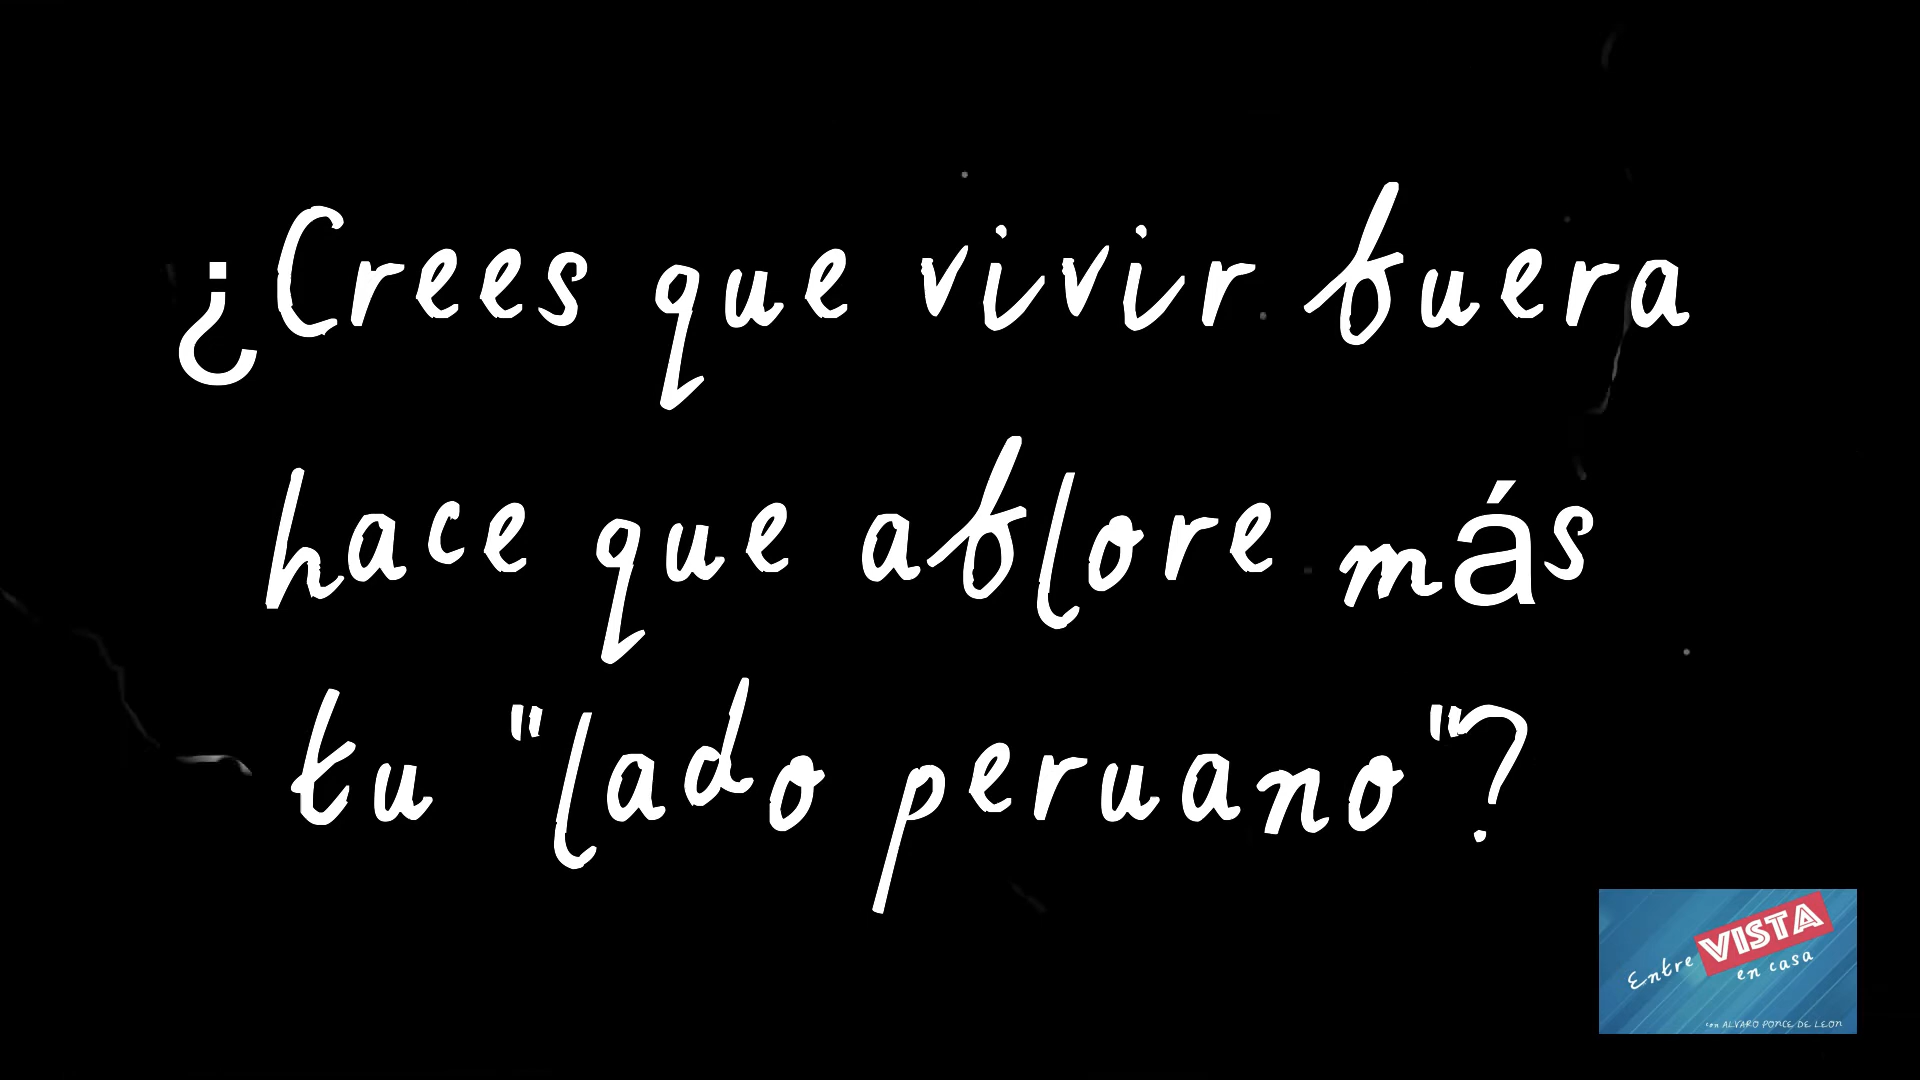 ¿Crees que vivir fuera
hace que aflore más
tu "lado peruano"?
Entre VISTA
en casa
con ALVARO PONCE DE LEON